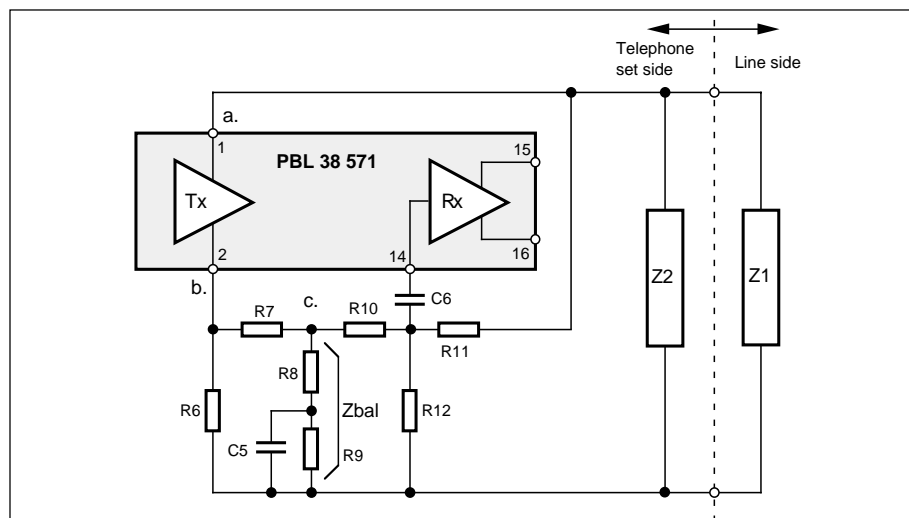 Telephone
set side
Line side
a.
1
PBL 38 571
15
Tx
Rx
2
14
16
b.
c.
C6
Z2
Z1
R7
R10
R11
R8
R6
Zbal
R12
C5
R9